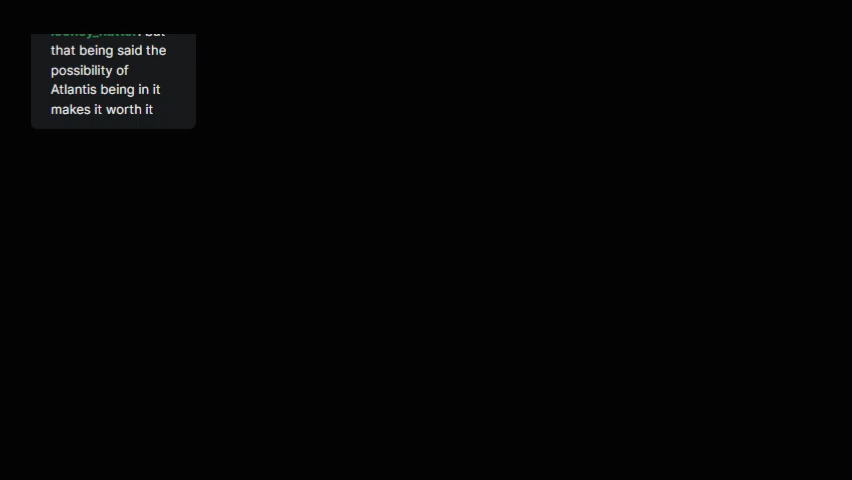 that being said the
possibility of
Atlantis being in it
makes it worth it